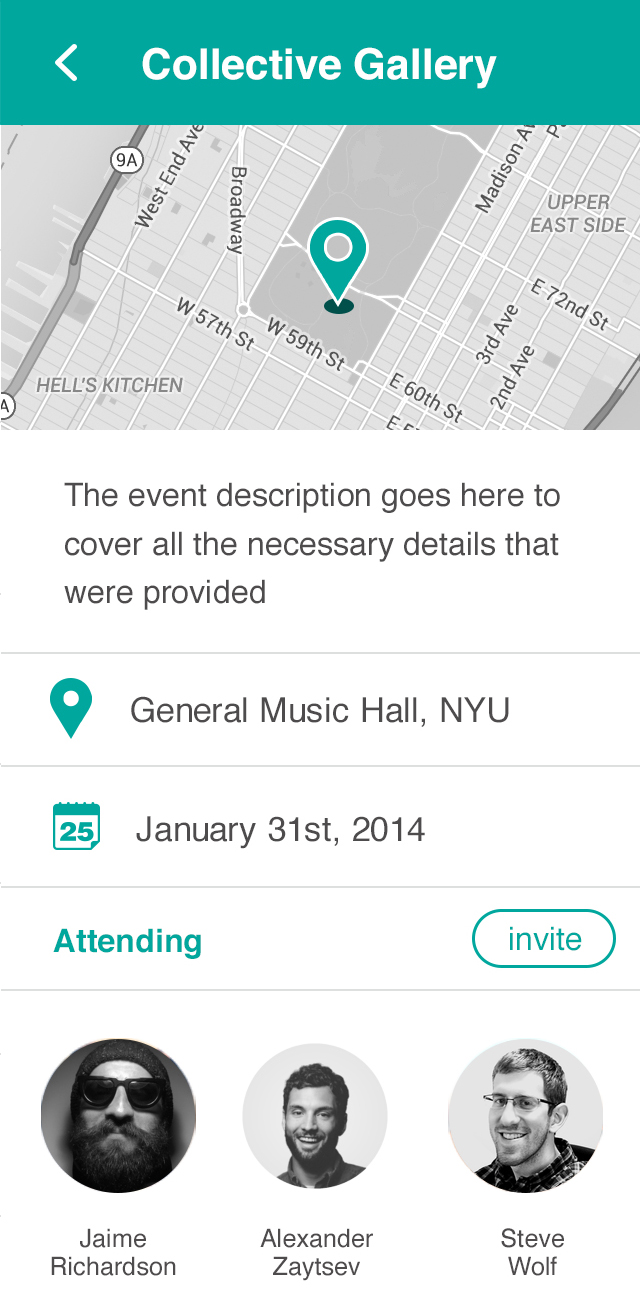 Collective Gallery
9A
West End Ave
Broadway
Madison Av
UPPER
EAST SIDE
W 57th St
W 59th St
E 72nd St
3rd Ave
2nd Ave
HELL'S KITCHEN
E 60th St
A
The event description goes here to
cover all the necessary details that
were provided
General Music Hall, NYU
25
January 31st, 2014
Attending
invite
Jaime
Richardson
Alexander
Zaytsev
Steve
Wolf